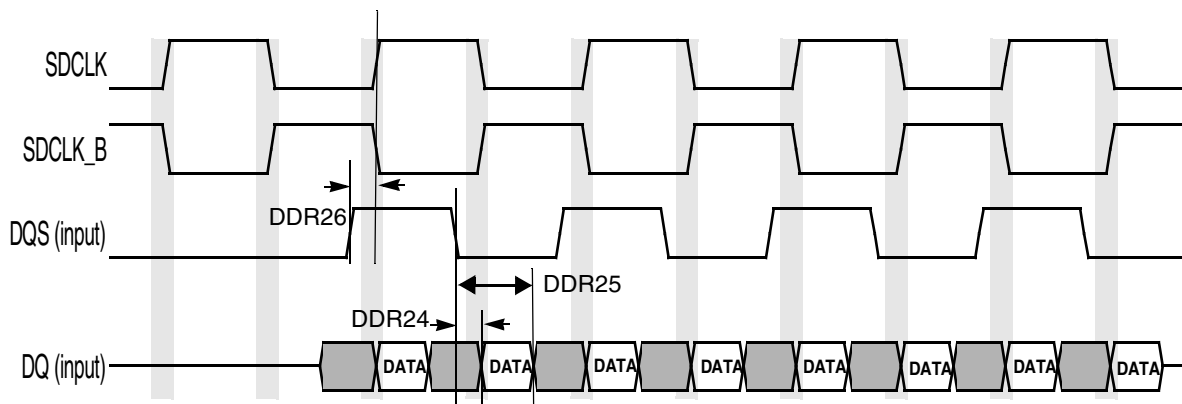 SDCLK
SDCLK_B
DDR26
DQS (input)
DDR25
DDR24
DQ (input)
DATA DATA DATA DATA DATA DATA DATA DATA